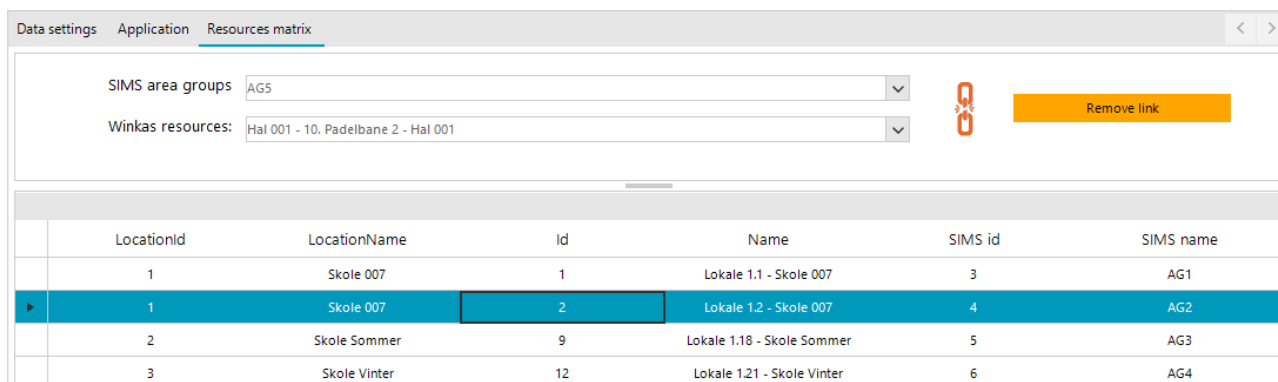 Data settings Application Resources matrix
SIMS area groups AG5
Remove link
Winkas resources: Hal 001 - 10. Padelbane 2 - Hal 001
LocationId LocationName Id Name SIMS id SIMS name
1 Skole 007 1 Lokale 1.1 - Skole 007 3 AG1
1 Skole 007 2 Lokale 1.2 - Skole 007 4 AG2
2 Skole Sommer 9 Lokale 1.18 - Skole Sommer 5 AG3
3 Skole Vinter 12 Lokale 1.21 - Skole Vinter 6 AG4